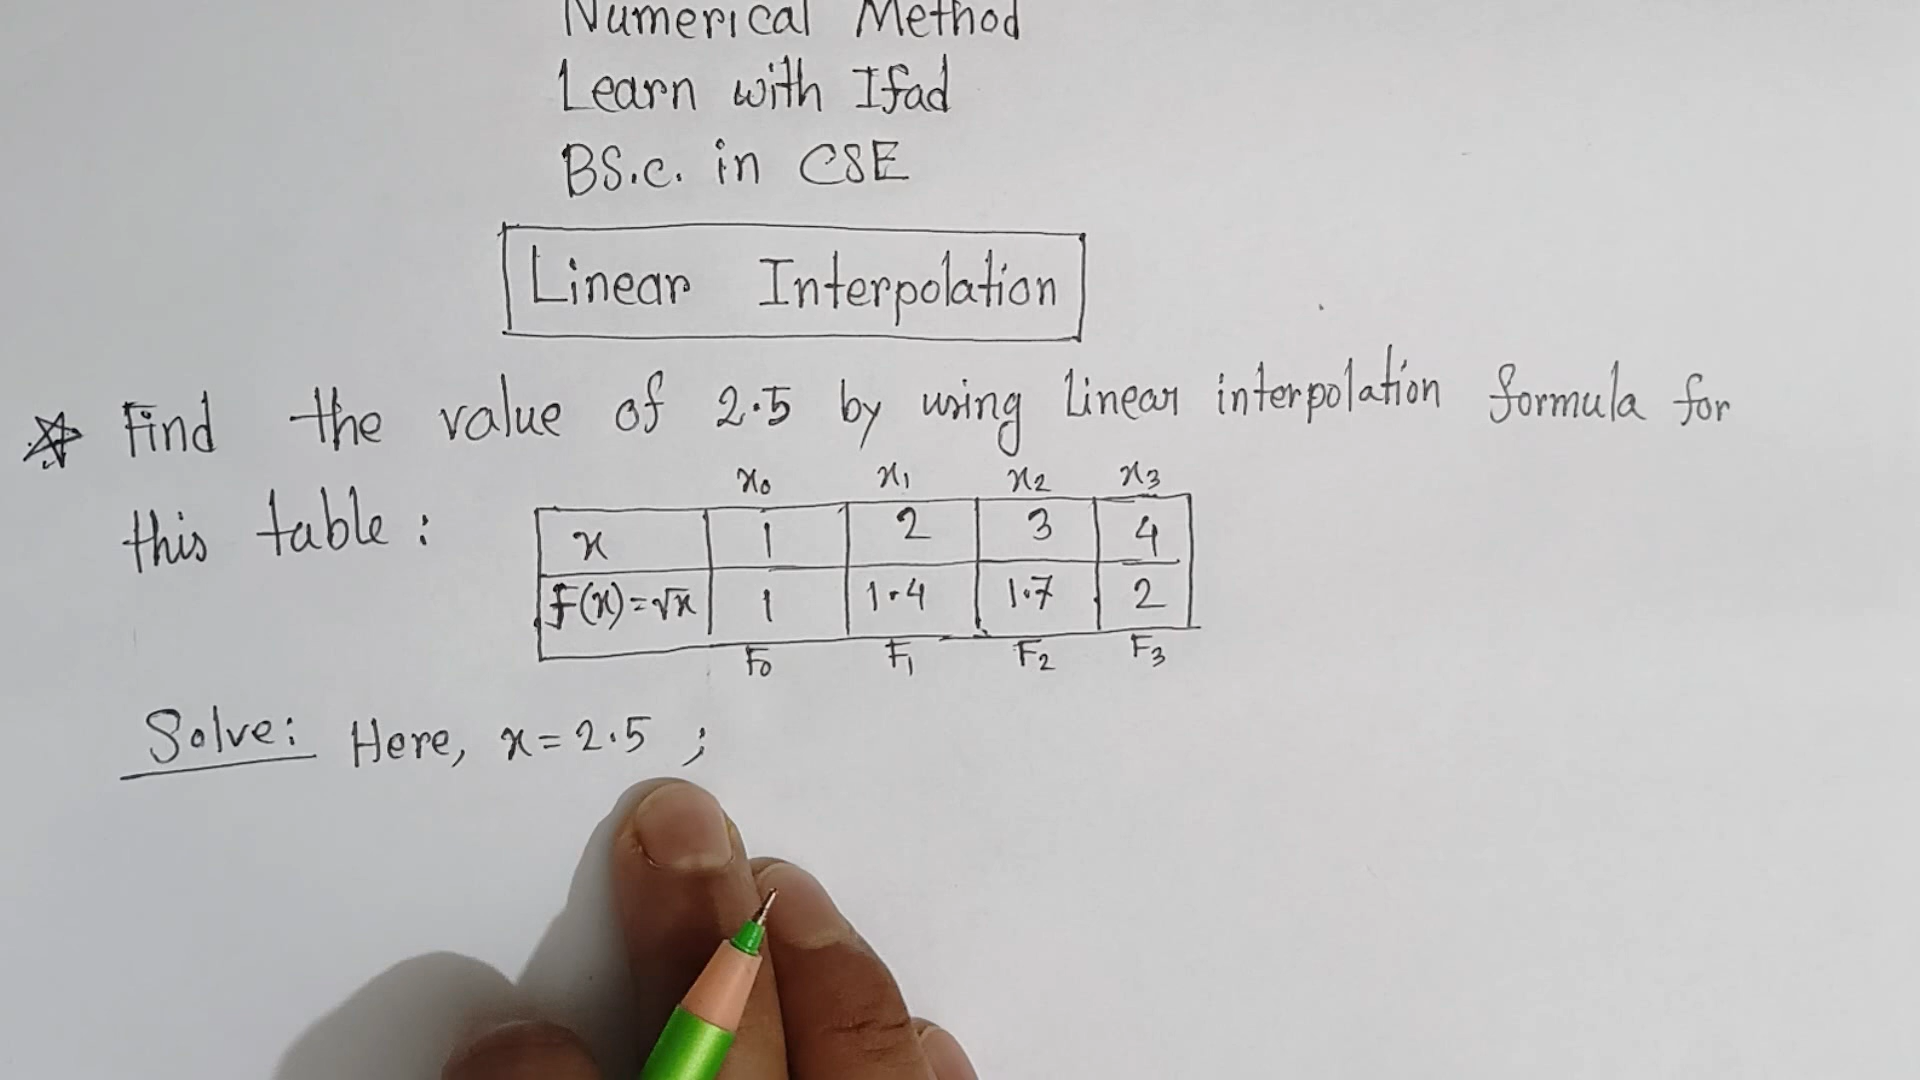 Numerical Method
Learn with Ifad
BS.c. in CSE
Linear Interpolation
Find the value of 2.5 by using linear interpolation formula for
this table:
x₀ x₁ x₂ x₃
x 1 2 3 4
F(x)=√x 1 1.4 1.7 2
F₀ F₁ F₂ F₃
Solve: Here, x=2.5 ;